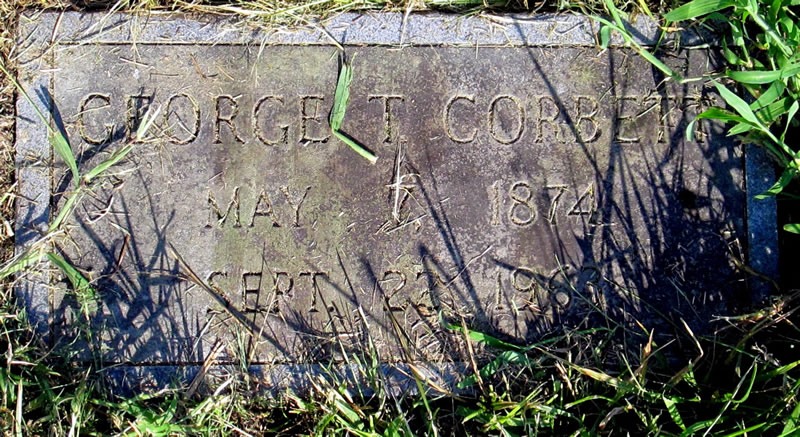 GEORGE T. CORBETT
MAY 1874
SEPT. 1963